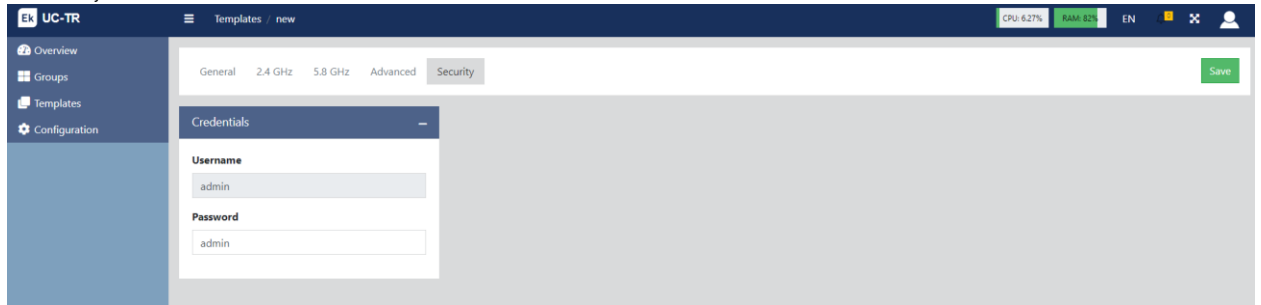 Ek UC-TR
Templates / new
CPU: 6.27% RAM: 82% EN
Overview
Groups
Templates
Configuration
General 2.4 GHz 5.8 GHz Advanced Security Save
Credentials
Username
admin
Password
admin